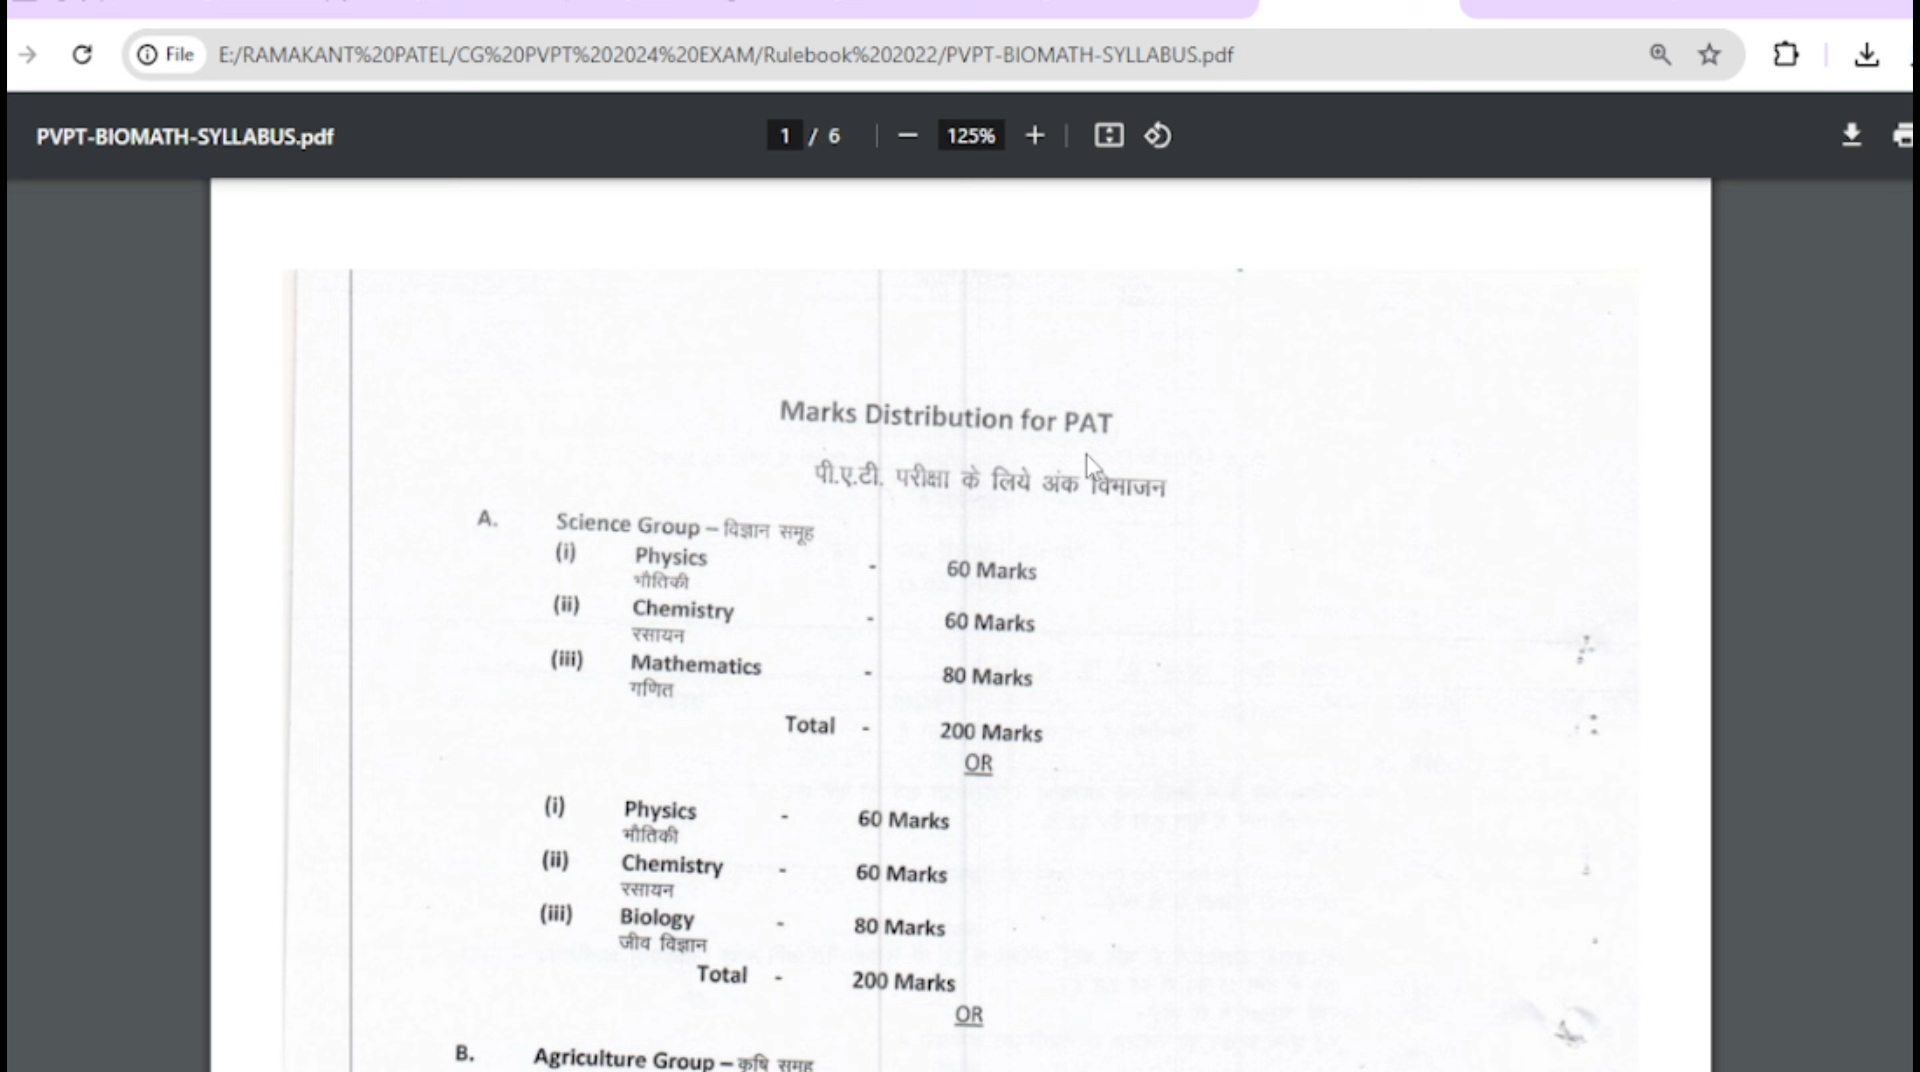 File E:/RAMAKANT%20PATEL/CG%20PVPT%202024%20EXAM/Rulebook%202022/PVPT-BIOMATH-SYLLABUS.pdf
PVPT-BIOMATH-SYLLABUS.pdf 1 / 6 − 125% +
Marks Distribution for PAT
पी.ए.टी. परीक्षा के लिये अंक विभाजन
A. Science Group – विज्ञान समूह
(i) Physics - 60 Marks
भौतिकी
(ii) Chemistry - 60 Marks
रसायन
(iii) Mathematics - 80 Marks
गणित
Total - 200 Marks
OR
(i) Physics - 60 Marks
भौतिकी
(ii) Chemistry - 60 Marks
रसायन
(iii) Biology - 80 Marks
जीव विज्ञान
Total - 200 Marks
OR
B. Agriculture Group – कृषि समूह